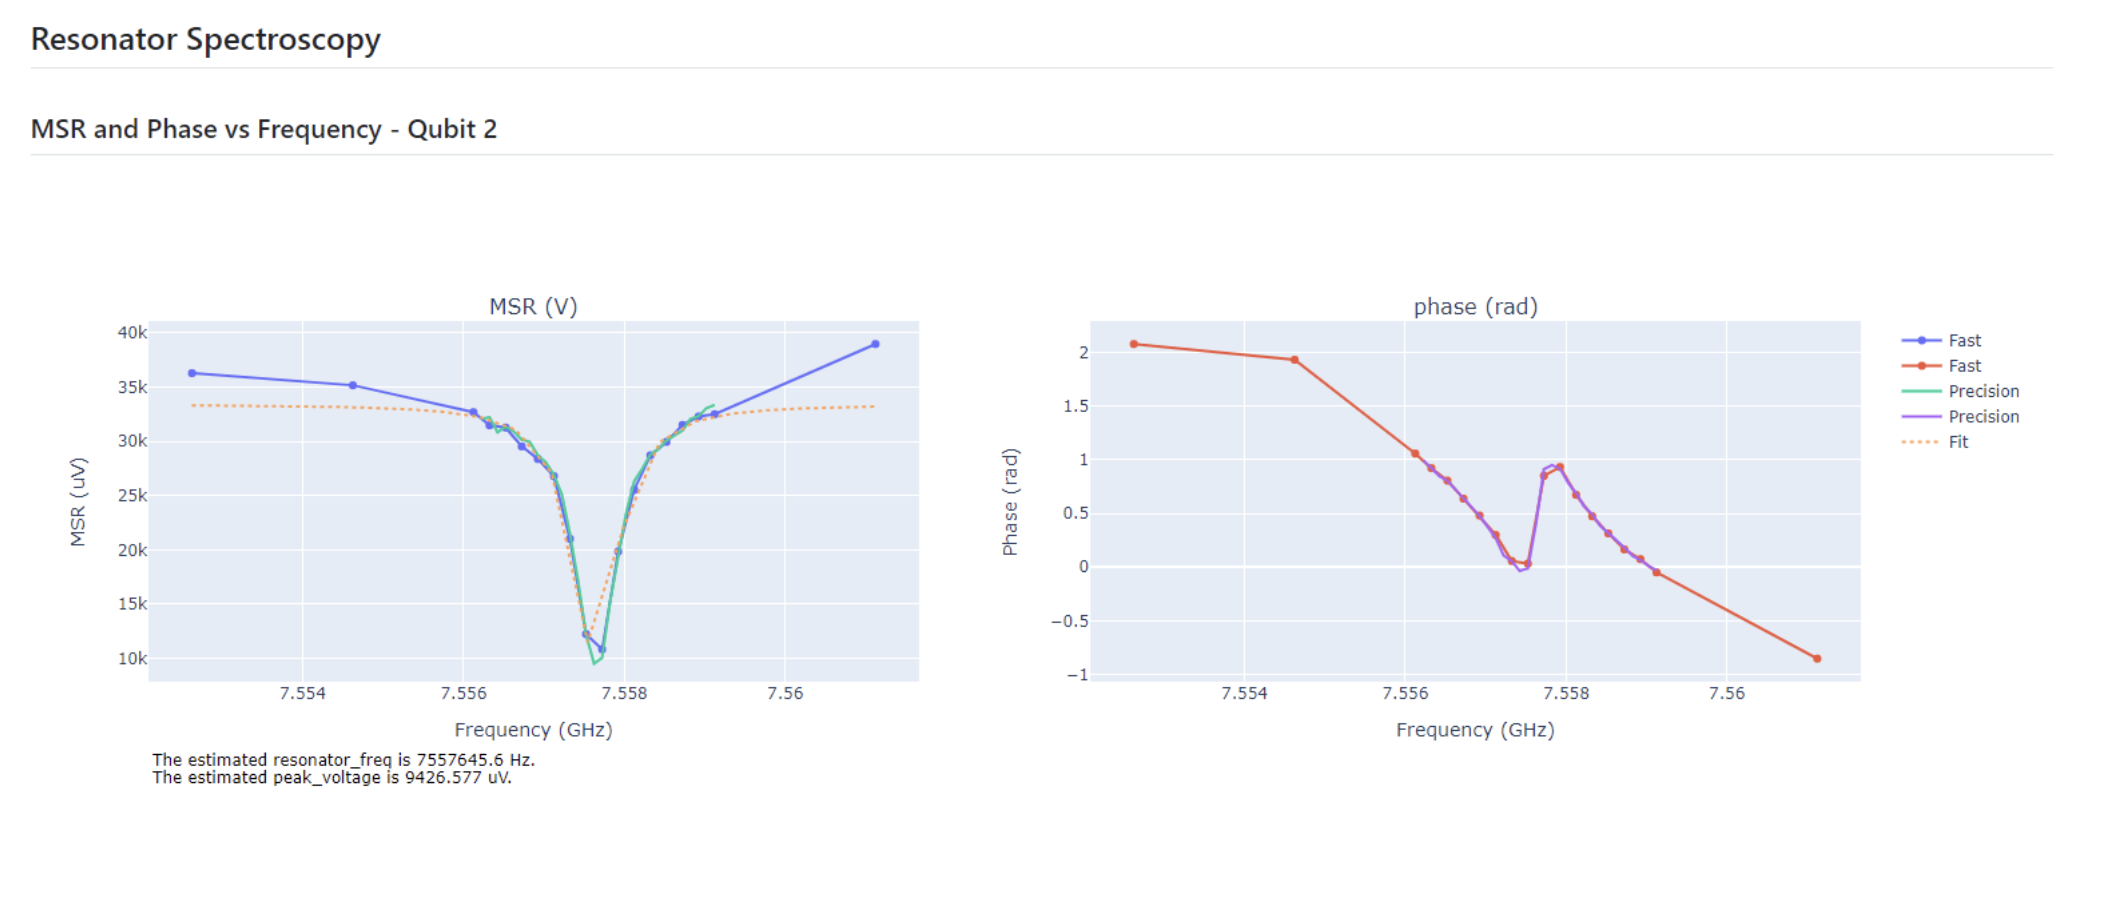 Resonator Spectroscopy
MSR and Phase vs Frequency - Qubit 2
MSR (V)
40k
35k
30k
25k
20k
15k
10k
MSR (uV)
7.554
7.556
7.558
7.56
Frequency (GHz)
The estimated resonator_freq is 7557645.6 Hz.
The estimated peak_voltage is 9426.577 uV.
phase (rad)
2
1.5
1
0.5
0
−0.5
−1
Phase (rad)
7.554
7.556
7.558
7.56
Frequency (GHz)
Fast
Fast
Precision
Precision
Fit